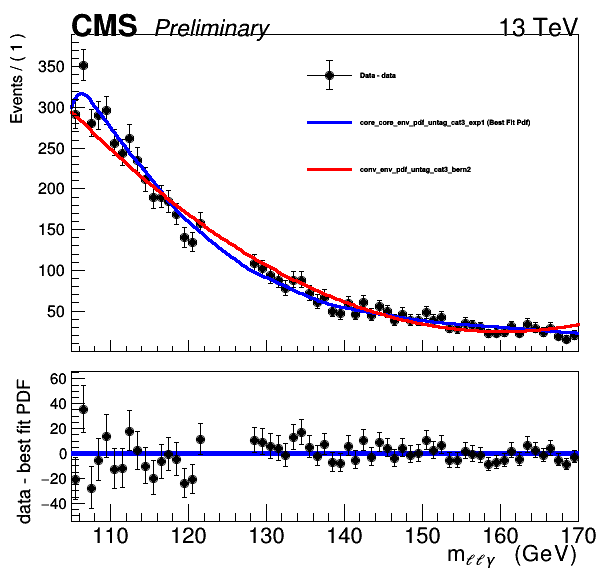 CMS Preliminary 13 TeV
Events / ( 1 )
350
300
250
200
150
100
50
Data - data
core_core_env_pdf_untag_cat3_exp1 (Best Fit Pdf)
conv_env_pdf_untag_cat3_bern2
data - best fit PDF
60
40
20
0
−20
−40
110 120 130 140 150 160 170
m_{ℓℓγ} (GeV)